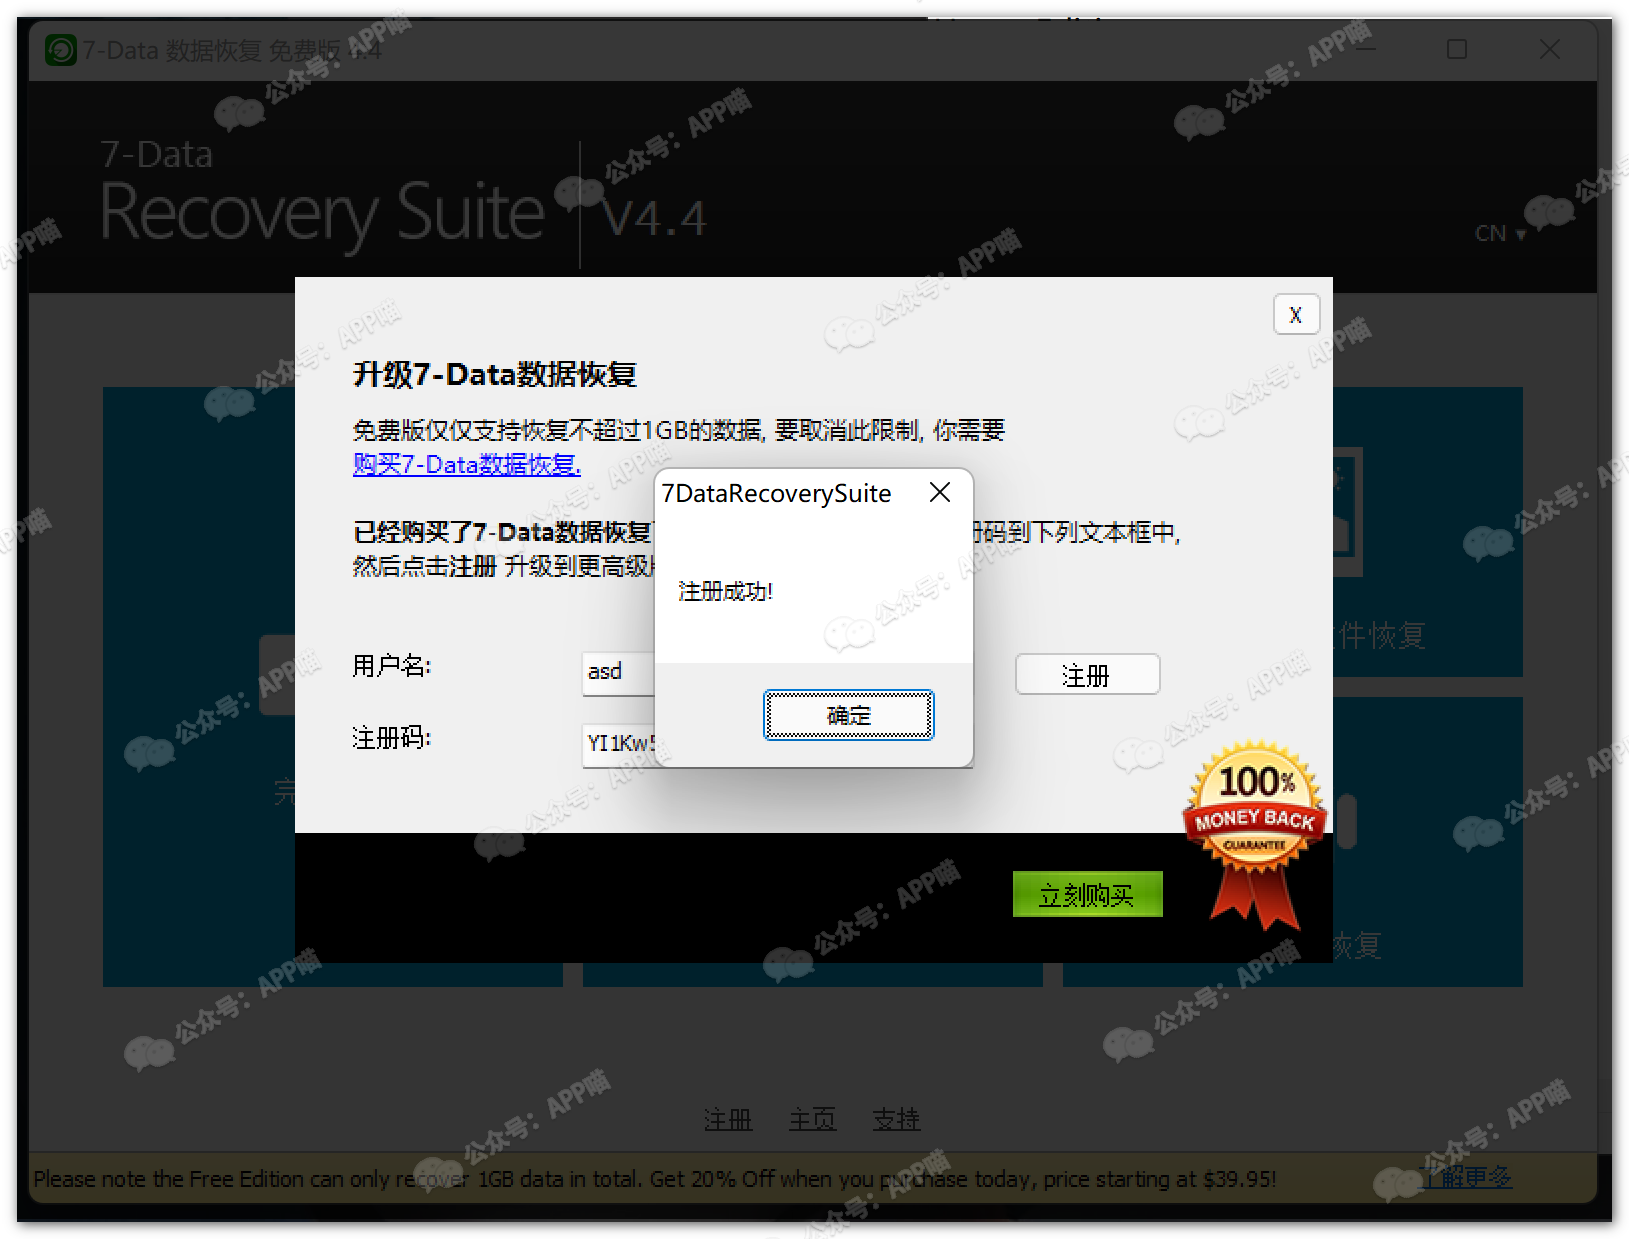 7-Data 数据恢复 免费版 4.4
7-Data
Recovery Suite V4.4
CN
X
升级7-Data数据恢复
免费版仅仅支持恢复不超过1GB的数据, 要取消此限制, 你需要
购买7-Data数据恢复.
7DataRecoverySuite
已经购买了7-Data数据恢复
册码到下列文本框中,
然后点击注册 升级到更高级
注册成功!
件恢复
用户名:
asd
注册
确定
注册码:
YI1Kw5
完
100%
MONEY BACK
GUARANTEE
立刻购买
恢复
注册 主页 支持
Please note the Free Edition can only recover 1GB data in total. Get 20% Off when you purchase today, price starting at $39.95!
了解更多
公众号：APP喵